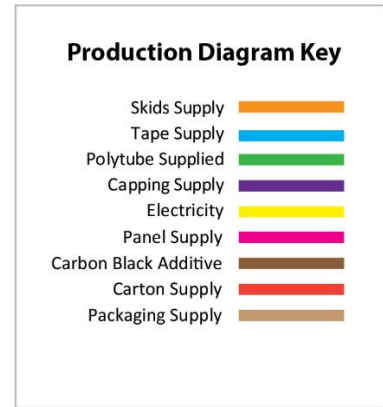 Production Diagram Key
Skids Supply
Tape Supply
Polytube Supplied
Capping Supply
Electricity
Panel Supply
Carbon Black Additive
Carton Supply
Packaging Supply